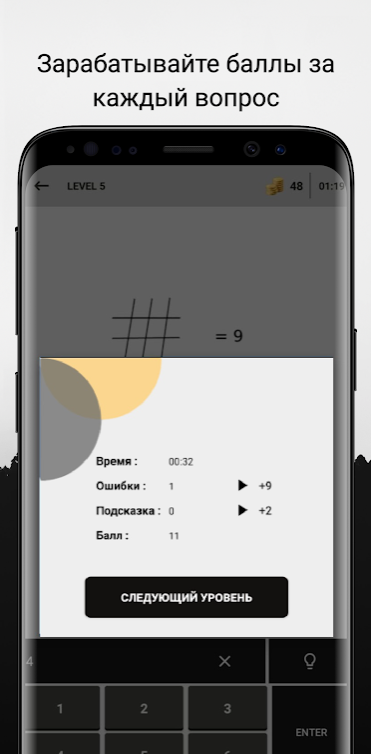 Зарабатывайте баллы за
каждый вопрос
LEVEL 5 48 01:19
= 9
Время : 00:32
Ошибки : 1 +9
Подсказка : 0 +2
Балл : 11
СЛЕДУЮЩИЙ УРОВЕНЬ
4
1 2 3
ENTER